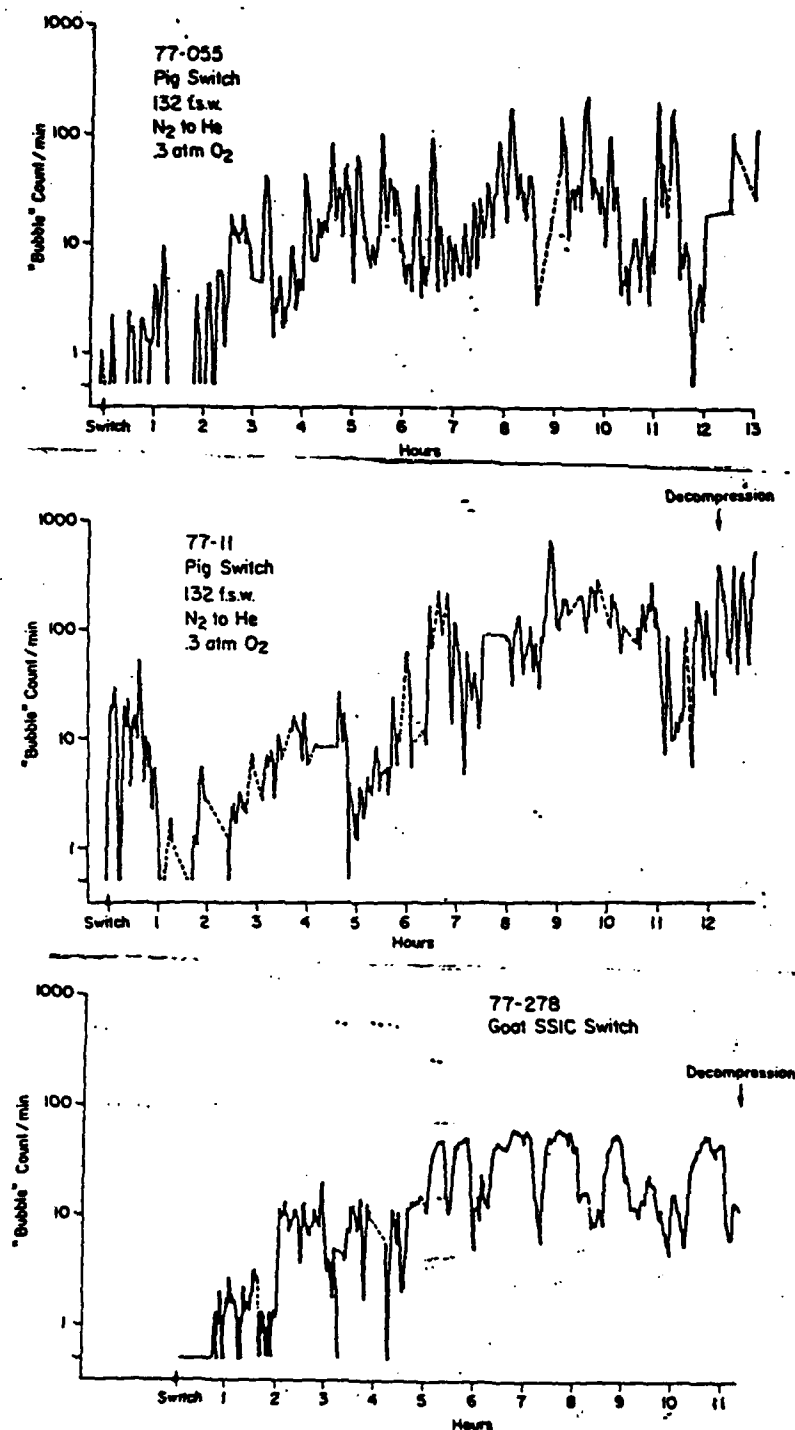 1000
77-055
Pig Switch
132 f.s.w.
N2 to He
.3 atm O2
100
10
1
"Bubble" Count/min
Switch 1 2 3 4 5 6 7 8 9 10 11 12 13
Hours
Decompression
1000
77-11
Pig Switch
132 f.s.w.
N2 to He
.3 atm O2
100
10
1
"Bubble" Count/min
Switch 1 2 3 4 5 6 7 8 9 10 11 12
Hours
1000
77-278
Goat SSIC Switch
Decompression
100
10
1
"Bubble" Count/min
Switch 1 2 3 4 5 6 7 8 9 10 11
Hours